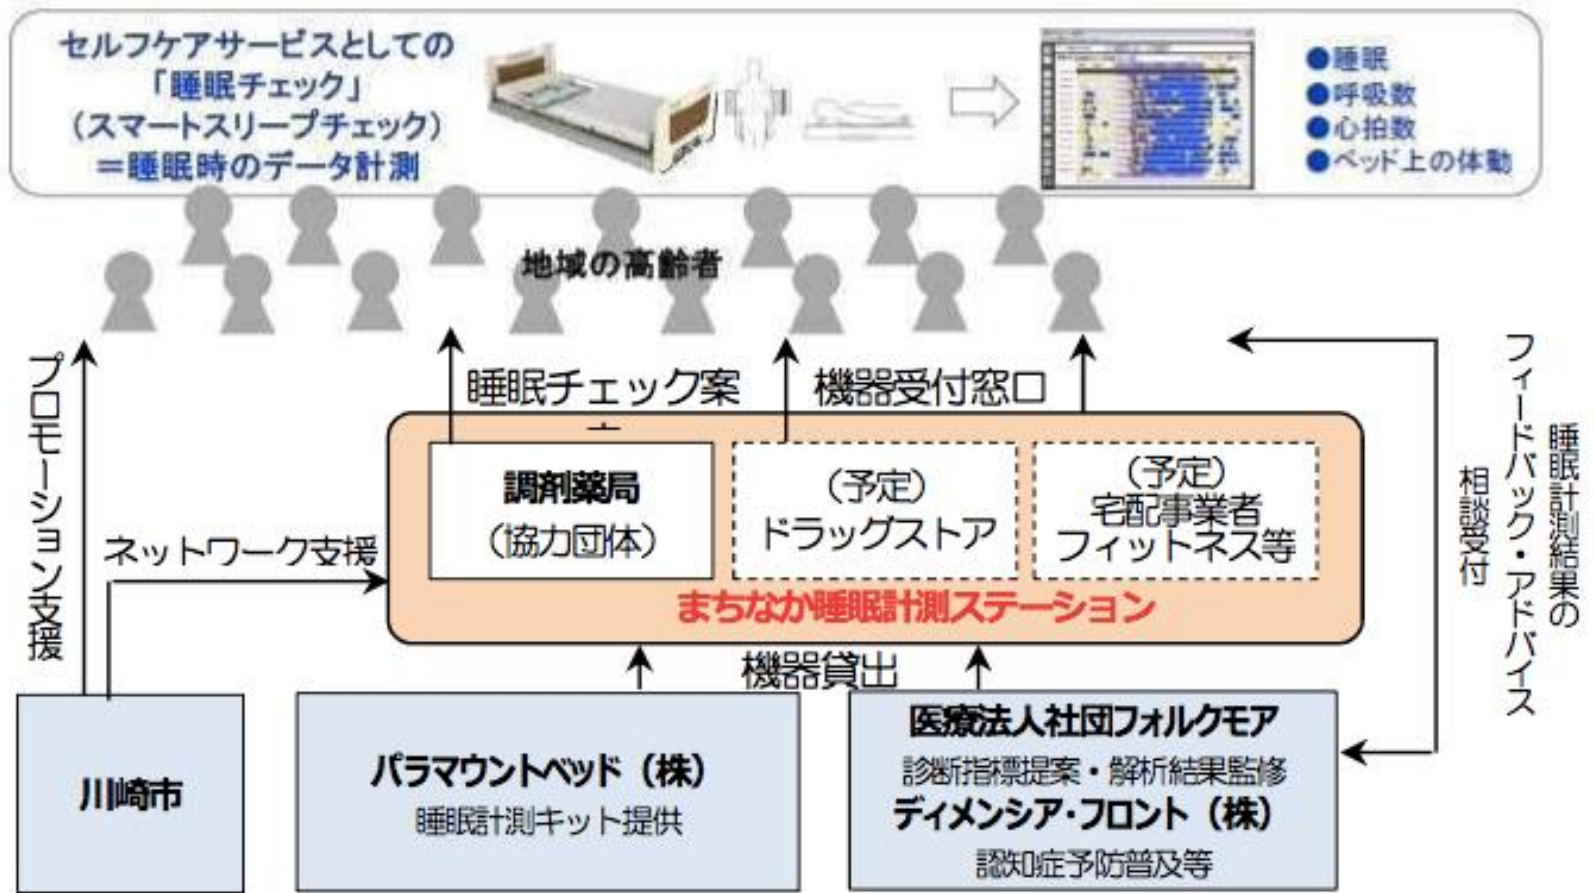 セルフケアサービスとしての
「睡眠チェック」
（スマートスリープチェック）
＝睡眠時のデータ計測
●睡眠
●呼吸数
●心拍数
●ベッド上の体動
地域の高齢者
プロモーション支援
睡眠チェック案
機器受付窓口
睡眠計測結果の
フィードバック・アドバイス
相談受付
ネットワーク支援
調剤薬局
（協力団体）
（予定）
ドラッグストア
（予定）
宅配事業者
フィットネス等
まちなか睡眠計測ステーション
機器貸出
川崎市
パラマウントベッド（株）
睡眠計測キット提供
医療法人社団フォルクモア
診断指標提案・解析結果監修
ディメンシア・フロント（株）
認知症予防普及等